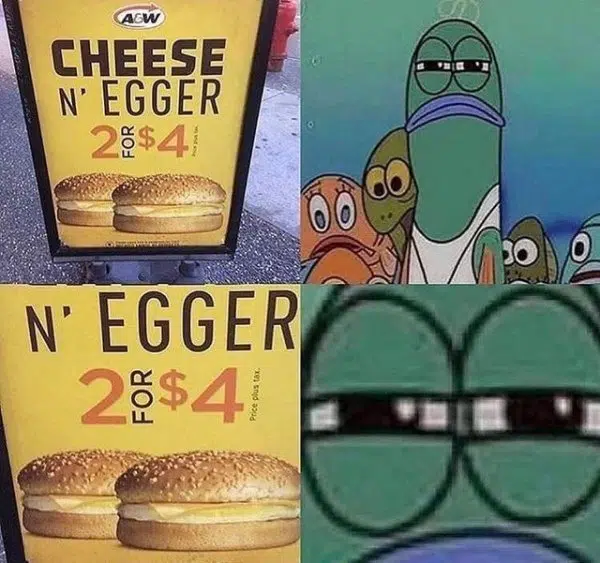 A&W
CHEESE
N' EGGER
2 FOR $4
N' EGGER
2 FOR $4
Price plus tax.